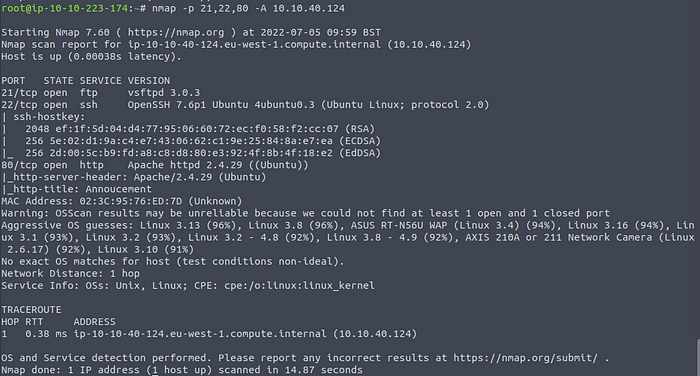 root@ip-10-10-223-174:~# nmap -p 21,22,80 -A 10.10.40.124
Starting Nmap 7.60 ( https://nmap.org ) at 2022-07-05 09:59 BST
Nmap scan report for ip-10-10-40-124.eu-west-1.compute.internal (10.10.40.124)
Host is up (0.00038s latency).
PORT   STATE SERVICE VERSION
21/tcp open  ftp     vsftpd 3.0.3
22/tcp open  ssh     OpenSSH 7.6p1 Ubuntu 4ubuntu0.3 (Ubuntu Linux; protocol 2.0)
| ssh-hostkey:
|   2048 ef:1f:5d:04:d4:77:95:06:60:72:ec:f0:58:f2:cc:07 (RSA)
|   256 5e:02:d1:9a:c4:e7:43:06:62:c1:9e:25:84:8a:e7:ea (ECDSA)
|_  256 2d:00:5c:b9:fd:a8:c8:d8:80:e3:92:4f:8b:4f:18:e2 (EdDSA)
80/tcp open  http    Apache httpd 2.4.29 ((Ubuntu))
|_http-server-header: Apache/2.4.29 (Ubuntu)
|_http-title: Annoucement
MAC Address: 02:3C:95:76:ED:7D (Unknown)
Warning: OSScan results may be unreliable because we could not find at least 1 open and 1 closed port
Aggressive OS guesses: Linux 3.13 (96%), Linux 3.8 (96%), ASUS RT-N56U WAP (Linux 3.4) (94%), Linux 3.16 (94%), Lin
ux 3.1 (93%), Linux 3.2 (93%), Linux 3.2 - 4.8 (92%), Linux 3.8 - 4.9 (92%), AXIS 210A or 211 Network Camera (Linux
 2.6.17) (92%), Linux 3.10 (91%)
No exact OS matches for host (test conditions non-ideal).
Network Distance: 1 hop
Service Info: OSs: Unix, Linux; CPE: cpe:/o:linux:linux_kernel
TRACEROUTE
HOP RTT     ADDRESS
1   0.38 ms ip-10-10-40-124.eu-west-1.compute.internal (10.10.40.124)
OS and Service detection performed. Please report any incorrect results at https://nmap.org/submit/ .
Nmap done: 1 IP address (1 host up) scanned in 14.87 seconds